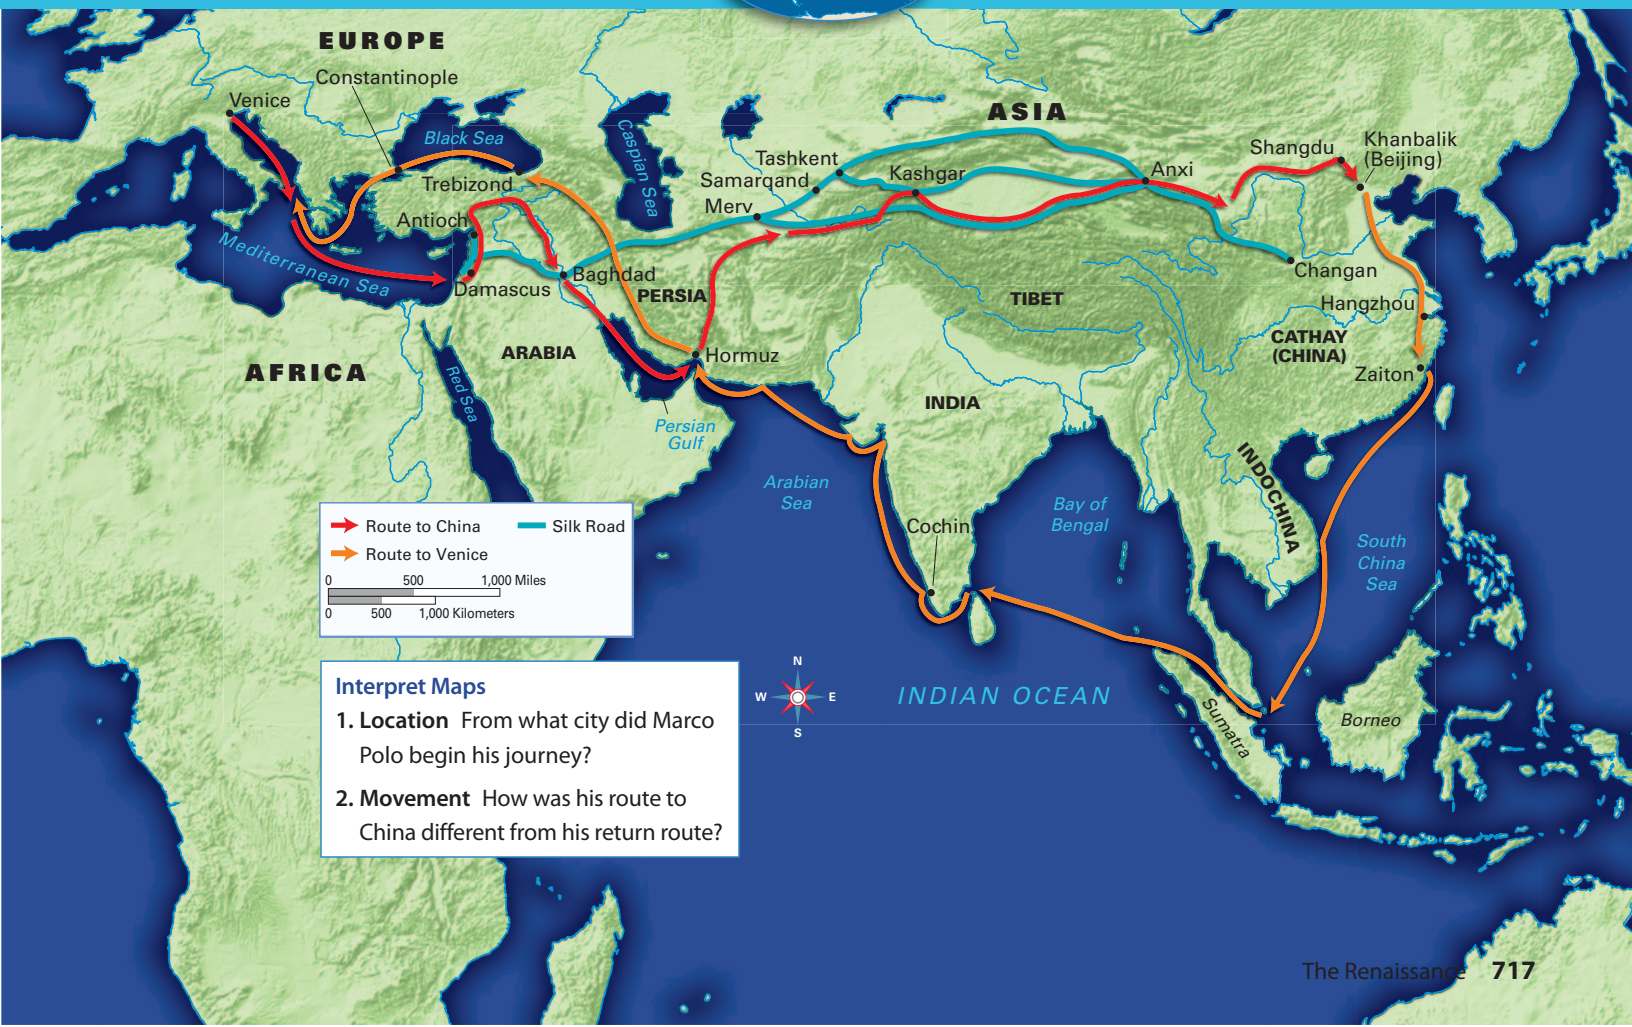 EUROPE
Constantinople
Venice
Black Sea
Trebizond
Antioch
Mediterranean Sea
Damascus
Baghdad
Caspian Sea
ASIA
Tashkent
Samarqand
Merv
Kashgar
Anxi
Shangdu
Khanbalik
(Beijing)
Changan
Hangzhou
CATHAY
(CHINA)
Zaiton
TIBET
PERSIA
ARABIA
Hormuz
AFRICA
Red Sea
Persian
Gulf
INDIA
Arabian
Sea
Bay of
Bengal
Cochin
INDOCHINA
South
China
Sea
Route to China
Silk Road
Route to Venice
0 500 1,000 Miles
0 500 1,000 Kilometers
INDIAN OCEAN
Sumatra
Borneo
N
W E
S
Interpret Maps
1. Location From what city did Marco
Polo begin his journey?
2. Movement How was his route to
China different from his return route?
The Renaissance 717